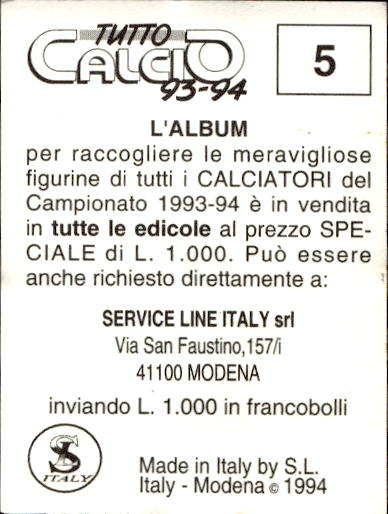 TUTTO
CALCIO
93-94
5
L'ALBUM
per raccogliere le meravigliose
figurine di tutti i CALCIATORI del
Campionato 1993-94 è in vendita
in tutte le edicole al prezzo SPE-
CIALE di L. 1.000. Può essere
anche richiesto direttamente a:
SERVICE LINE ITALY srl
Via San Faustino,157/i
41100 MODENA
inviando L. 1.000 in francobolli
SL
ITALY
Made in Italy by S.L.
Italy - Modena © 1994